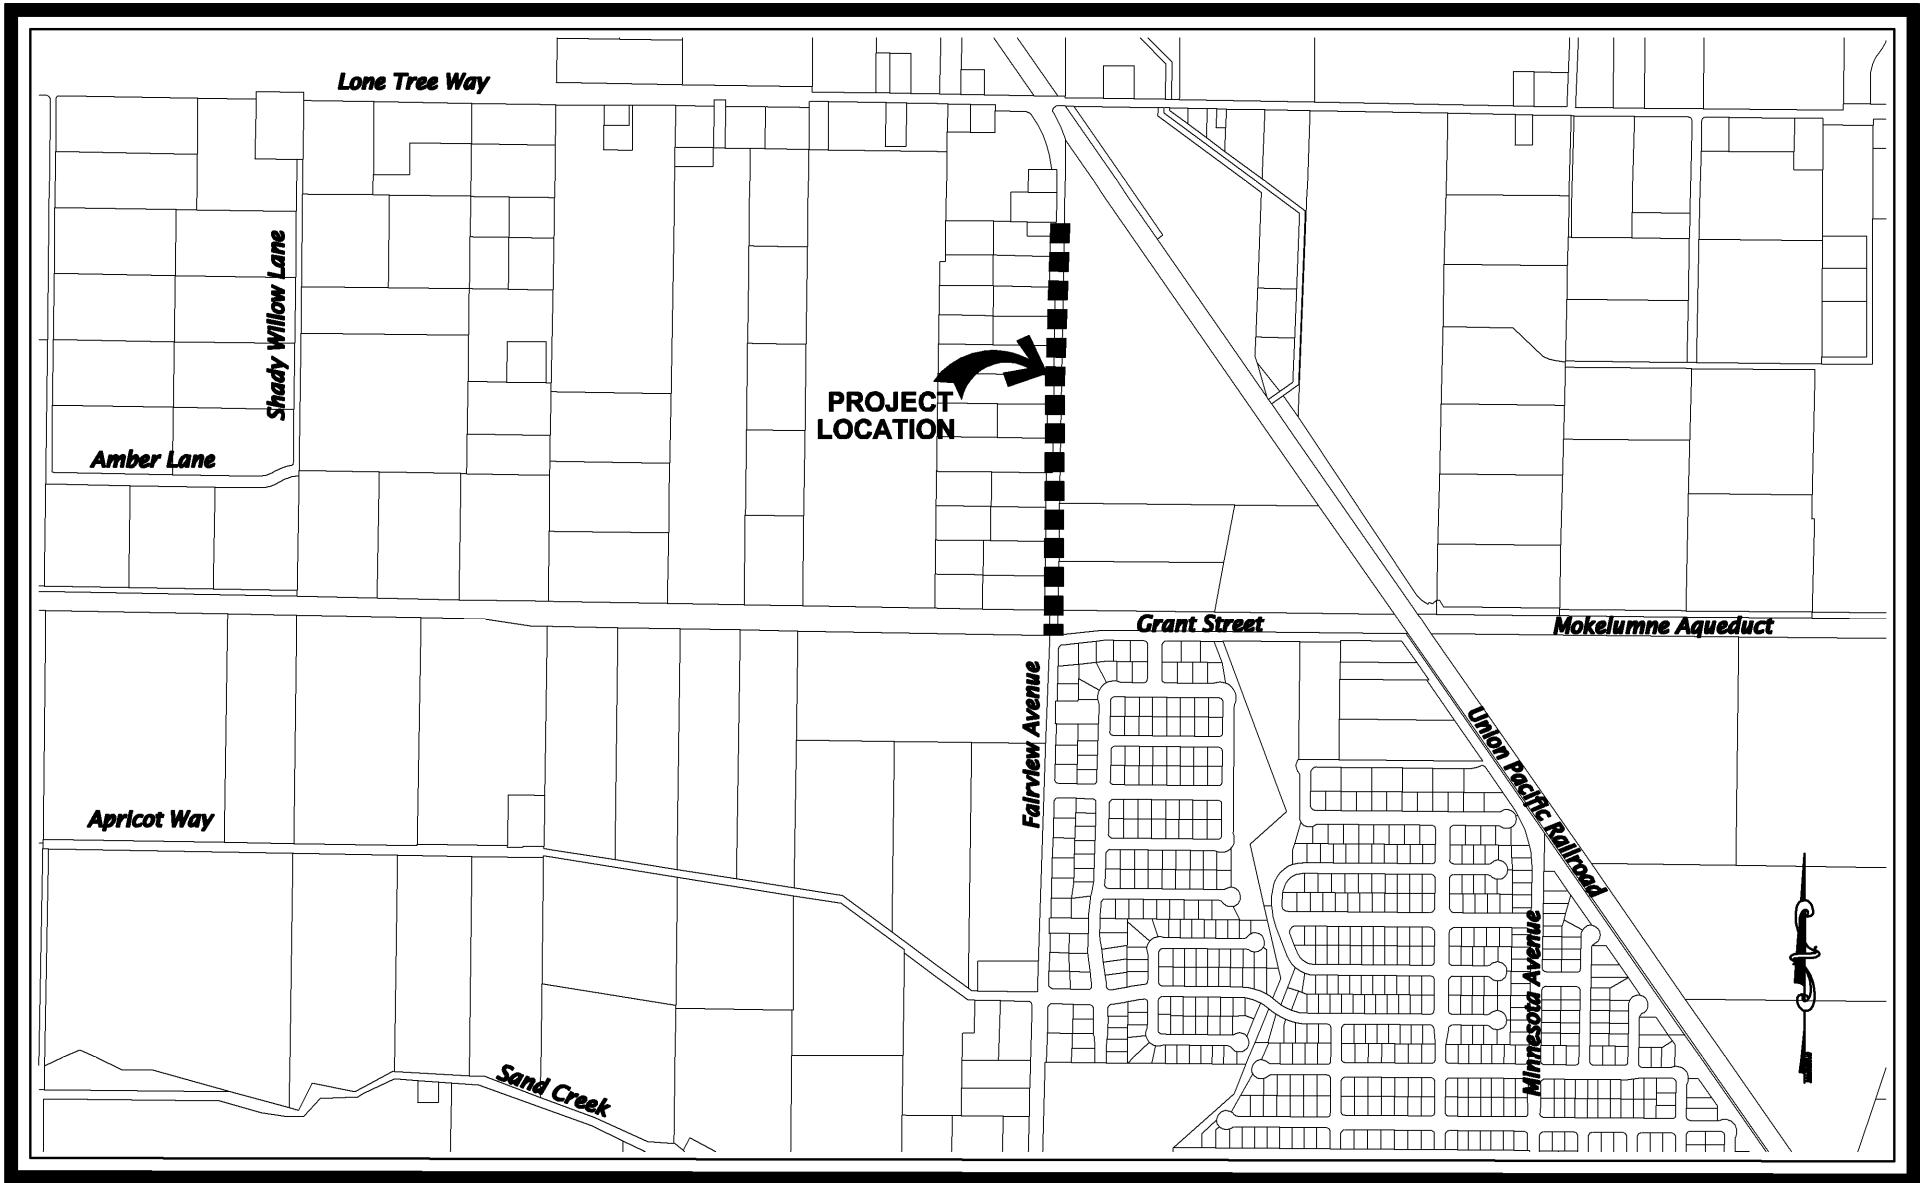 Lone Tree Way
Shady Willow Lane
PROJECT
LOCATION
Amber Lane
Grant Street
Mokelumne Aqueduct
Fairview Avenue
Union Pacific Railroad
Apricot Way
Minnesota Avenue
Sand Creek